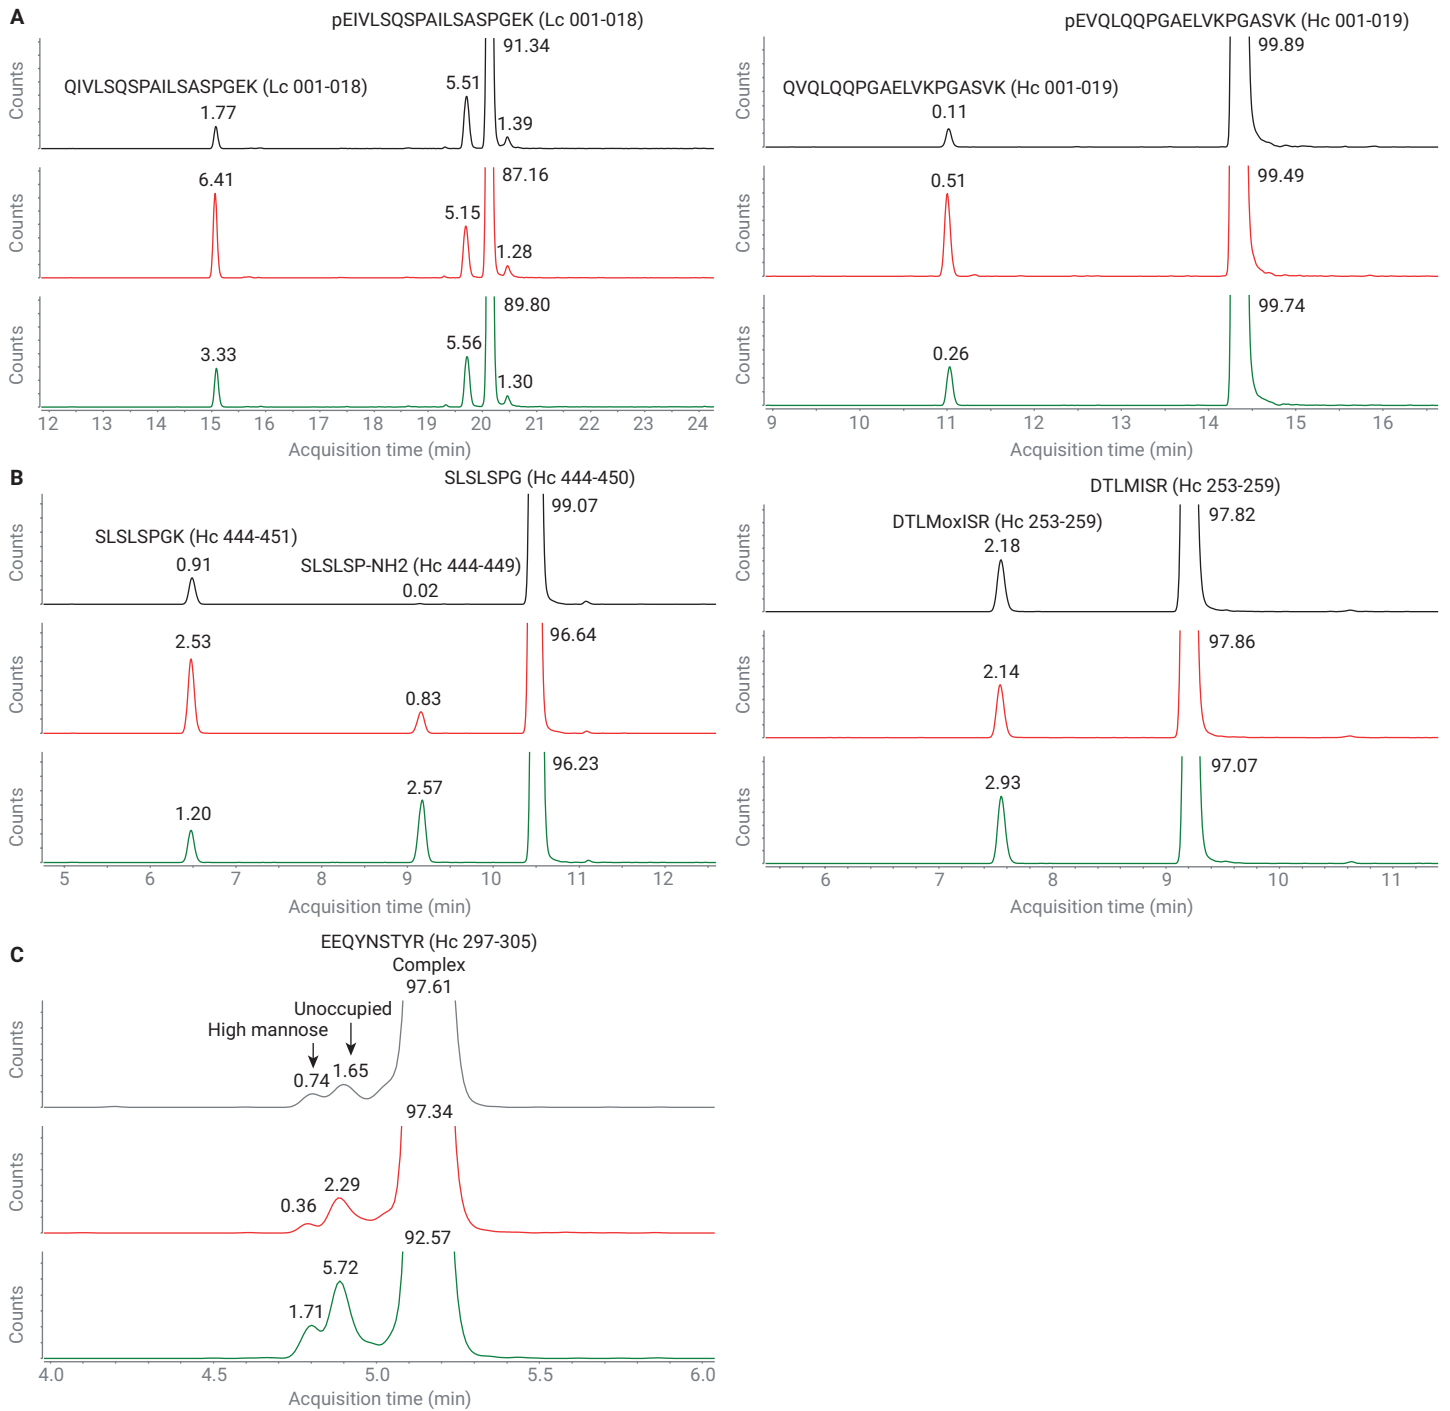 A
pEIVLSQSPAILSASPGEK (Lc 001-018)
QIVLSQSPAILSASPGEK (Lc 001-018)
1.77
5.51
91.34
1.39
Counts
6.41
5.15
87.16
1.28
Counts
3.33
5.56
89.80
1.30
Counts
12 13 14 15 16 17 18 19 20 21 22 23 24
Acquisition time (min)
pEVQLQQPGAELVKPGASVK (Hc 001-019)
QVQLQQPGAELVKPGASVK (Hc 001-019)
0.11
99.89
Counts
0.51
99.49
Counts
0.26
99.74
Counts
9 10 11 12 13 14 15 16
Acquisition time (min)
B
SLSLSPG (Hc 444-450)
SLSLSPGK (Hc 444-451)
SLSLSP-NH2 (Hc 444-449)
0.91
0.02
99.07
Counts
2.53
0.83
96.64
Counts
1.20
2.57
96.23
Counts
5 6 7 8 9 10 11 12
Acquisition time (min)
DTLMISR (Hc 253-259)
DTLMoxISR (Hc 253-259)
2.18
97.82
Counts
2.14
97.86
Counts
2.93
97.07
Counts
6 7 8 9 10 11
Acquisition time (min)
C
EEQYNSTYR (Hc 297-305)
Complex
97.61
Unoccupied
High mannose
0.74
1.65
Counts
97.34
0.36
2.29
Counts
92.57
1.71
5.72
Counts
4.0 4.5 5.0 5.5 6.0
Acquisition time (min)